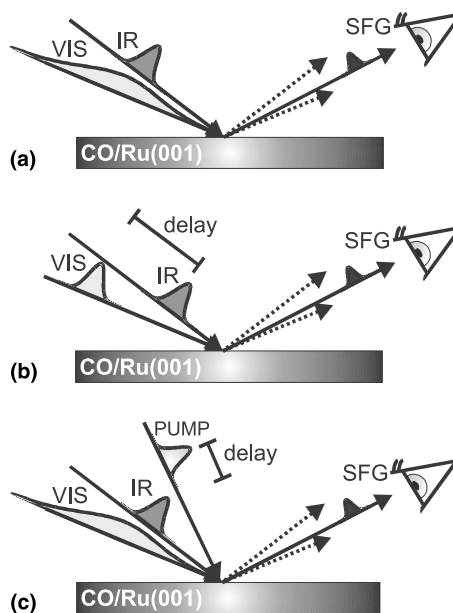 SFG
VIS
IR
CO/Ru(001)
(a)
delay
SFG
VIS
IR
CO/Ru(001)
(b)
PUMP
delay
SFG
VIS
IR
CO/Ru(001)
(c)